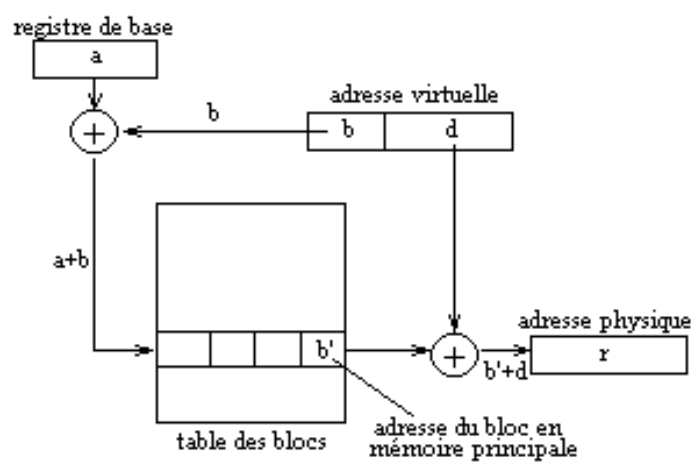 registre de base
a
adresse virtuelle
b
b
d
+
a+b
adresse physique
b'
+
r
b'+d
adresse du bloc en
mémoire principale
table des blocs